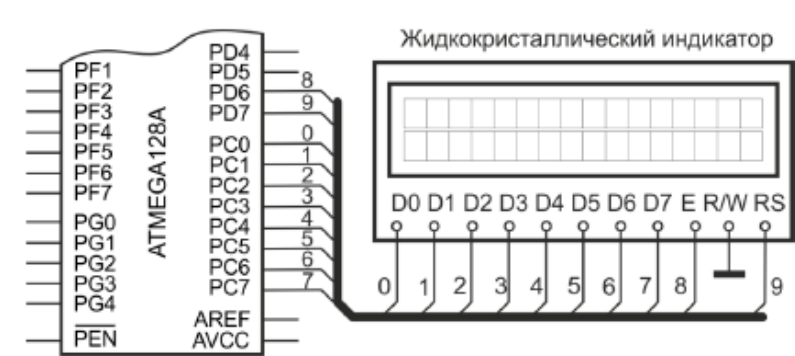 Жидкокристаллический индикатор
PF1
PF2
PF3
PF4
PF5
PF6
PF7
PG0
PG1
PG2
PG3
PG4
PEN
ATMEGA128A
PD4
PD5
PD6 8
PD7 9
PC0 0
PC1 1
PC2 2
PC3 3
PC4 4
PC5 5
PC6 6
PC7 7
AREF
AVCC
D0 D1 D2 D3 D4 D5 D6 D7 E R/W RS
0 1 2 3 4 5 6 7 8 9